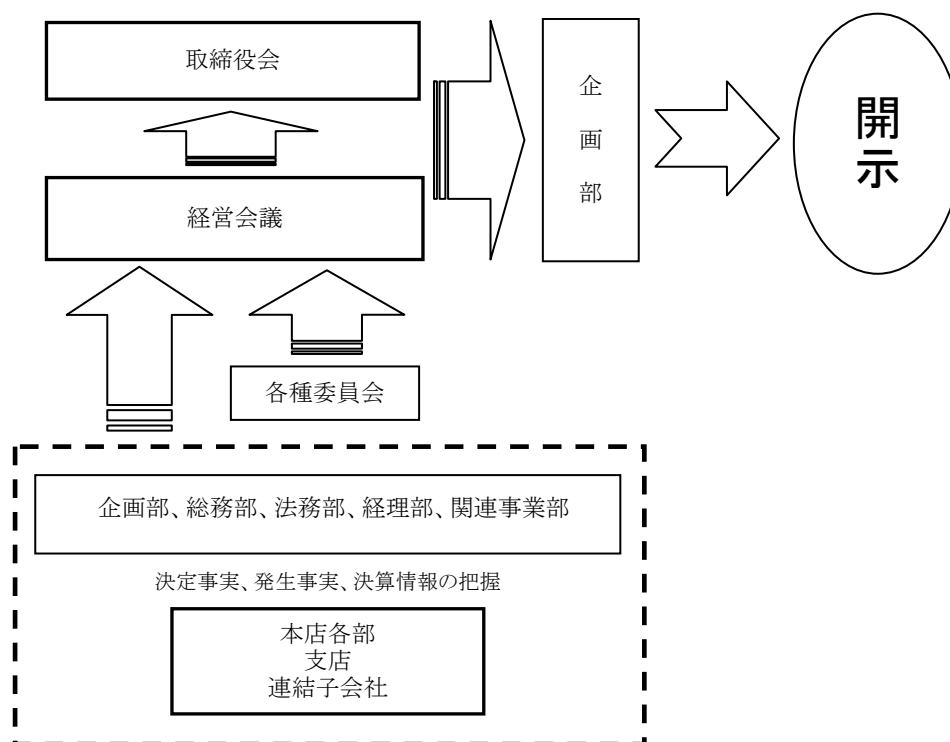 取締役会
経営会議
企画部
開示
各種委員会
企画部、総務部、法務部、経理部、関連事業部
決定事実、発生事実、決算情報の把握
本店各部
支店
連結子会社